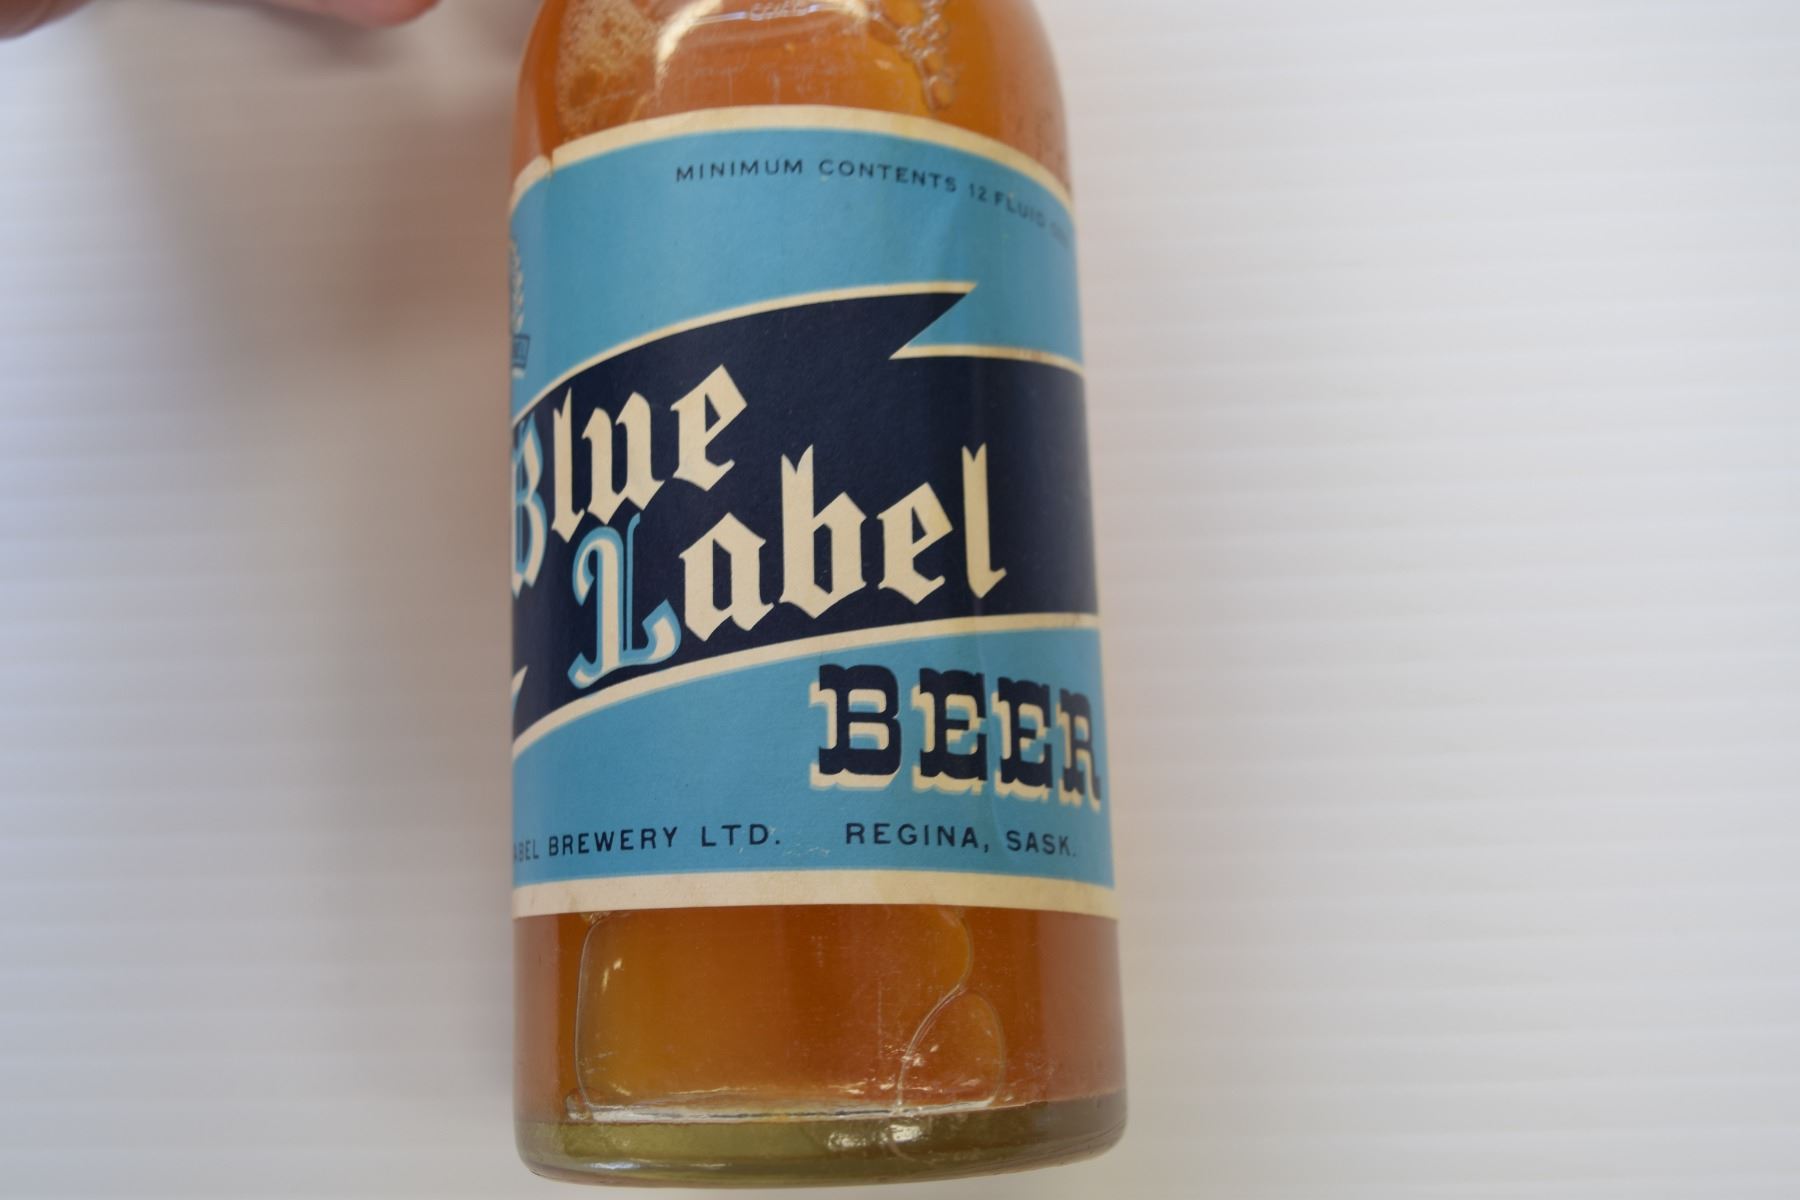 MINIMUM CONTENTS 12 FLUID
Blue
Label
BEER
BREWERY LTD. REGINA, SASK.